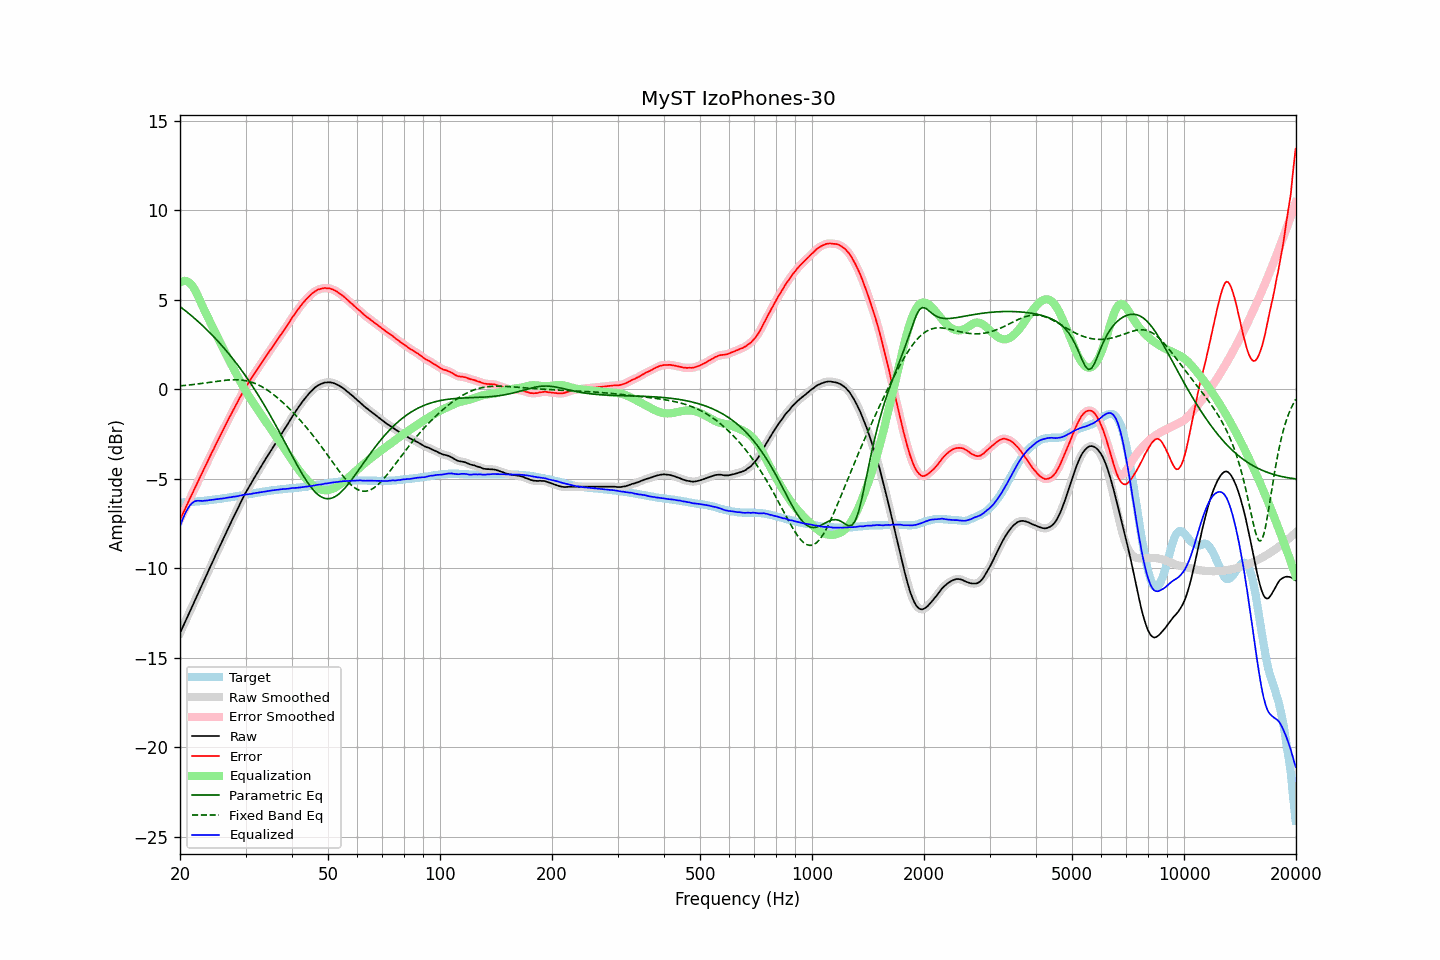 MyST IzoPhones-30
Amplitude (dBr)
15
10
5
0
−5
−10
−15
−20
−25
Target
Raw Smoothed
Error Smoothed
Raw
Error
Equalization
Parametric Eq
Fixed Band Eq
Equalized
20 50 100 200 500 1000 2000 5000 10000 20000
Frequency (Hz)